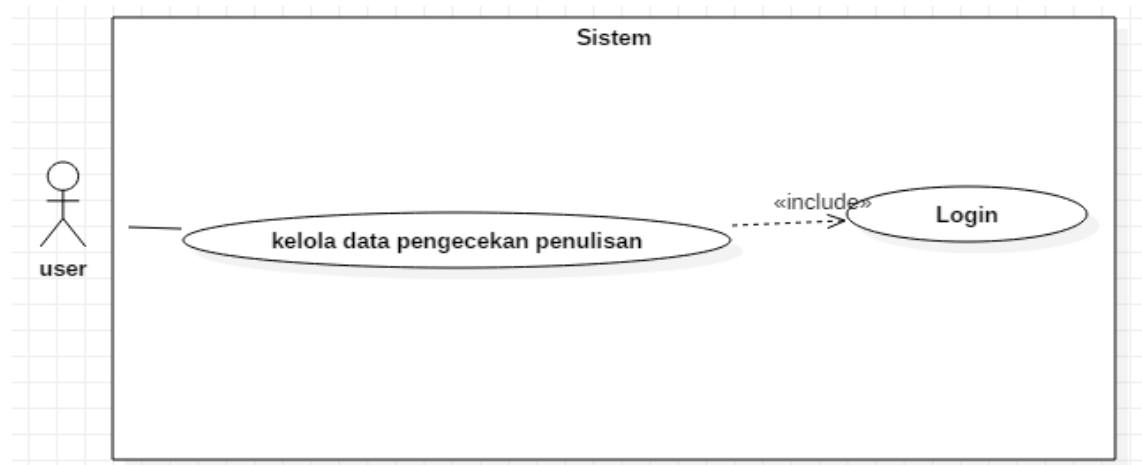 Sistem
«include»
Login
kelola data pengecekan penulisan
user